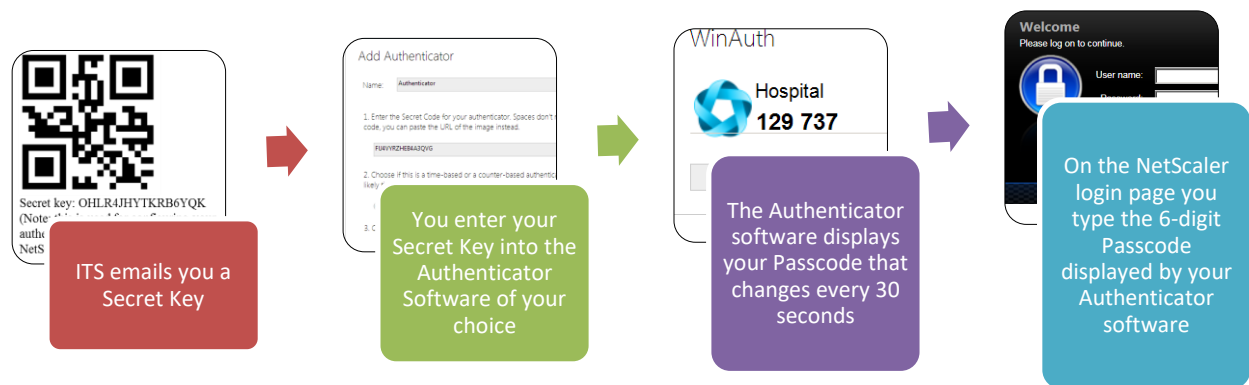 Secret key: OHLR4JHYTKRB6YQK
ITS emails you a
Secret Key
Add Authenticator
Name:
Authenticator
1. Enter the Secret Code for your authenticator. Spaces don't
code, you can paste the URL of the image instead.
2. Choose if this is a time-based or a counter-based
likely
You enter your
Secret Key into the
Authenticator
Software of your
choice
WinAuth
Hospital
129 737
The Authenticator
software displays
your Passcode that
changes every 30
seconds
Welcome
Please log on to continue.
User name:
On the NetScaler
login page you
type the 6-digit
Passcode
displayed by your
Authenticator
software